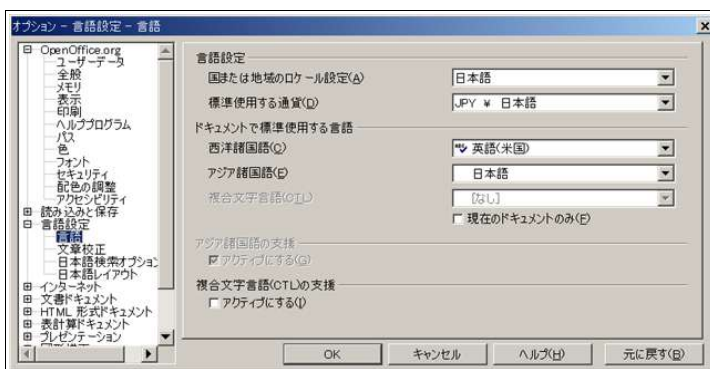 オプション - 言語設定 - 言語
OpenOffice.org
ユーザーデータ
全般
メモリ
表示
印刷
ヘルププログラム
パス
色
フォント
セキュリティ
配色の調整
アクセシビリティ
読み込みと保存
言語設定
言語
文章校正
日本語検索オプション
日本語レイアウト
インターネット
文書ドキュメント
HTML 形式ドキュメント
表計算ドキュメント
プレゼンテーション
言語設定
国または地域のロケール設定(A)
日本語
標準使用する通貨(D)
JPY ¥ 日本語
ドキュメントで標準使用する言語
西洋諸国語(C)
英語(米国)
アジア諸国語(E)
日本語
複合文字言語(CTL)
[なし]
現在のドキュメントのみ(F)
アジア諸国語の支援
アクティブにする(G)
複合文字言語(CTL)の支援
アクティブにする(I)
OK
キャンセル
ヘルプ(H)
元に戻す(B)